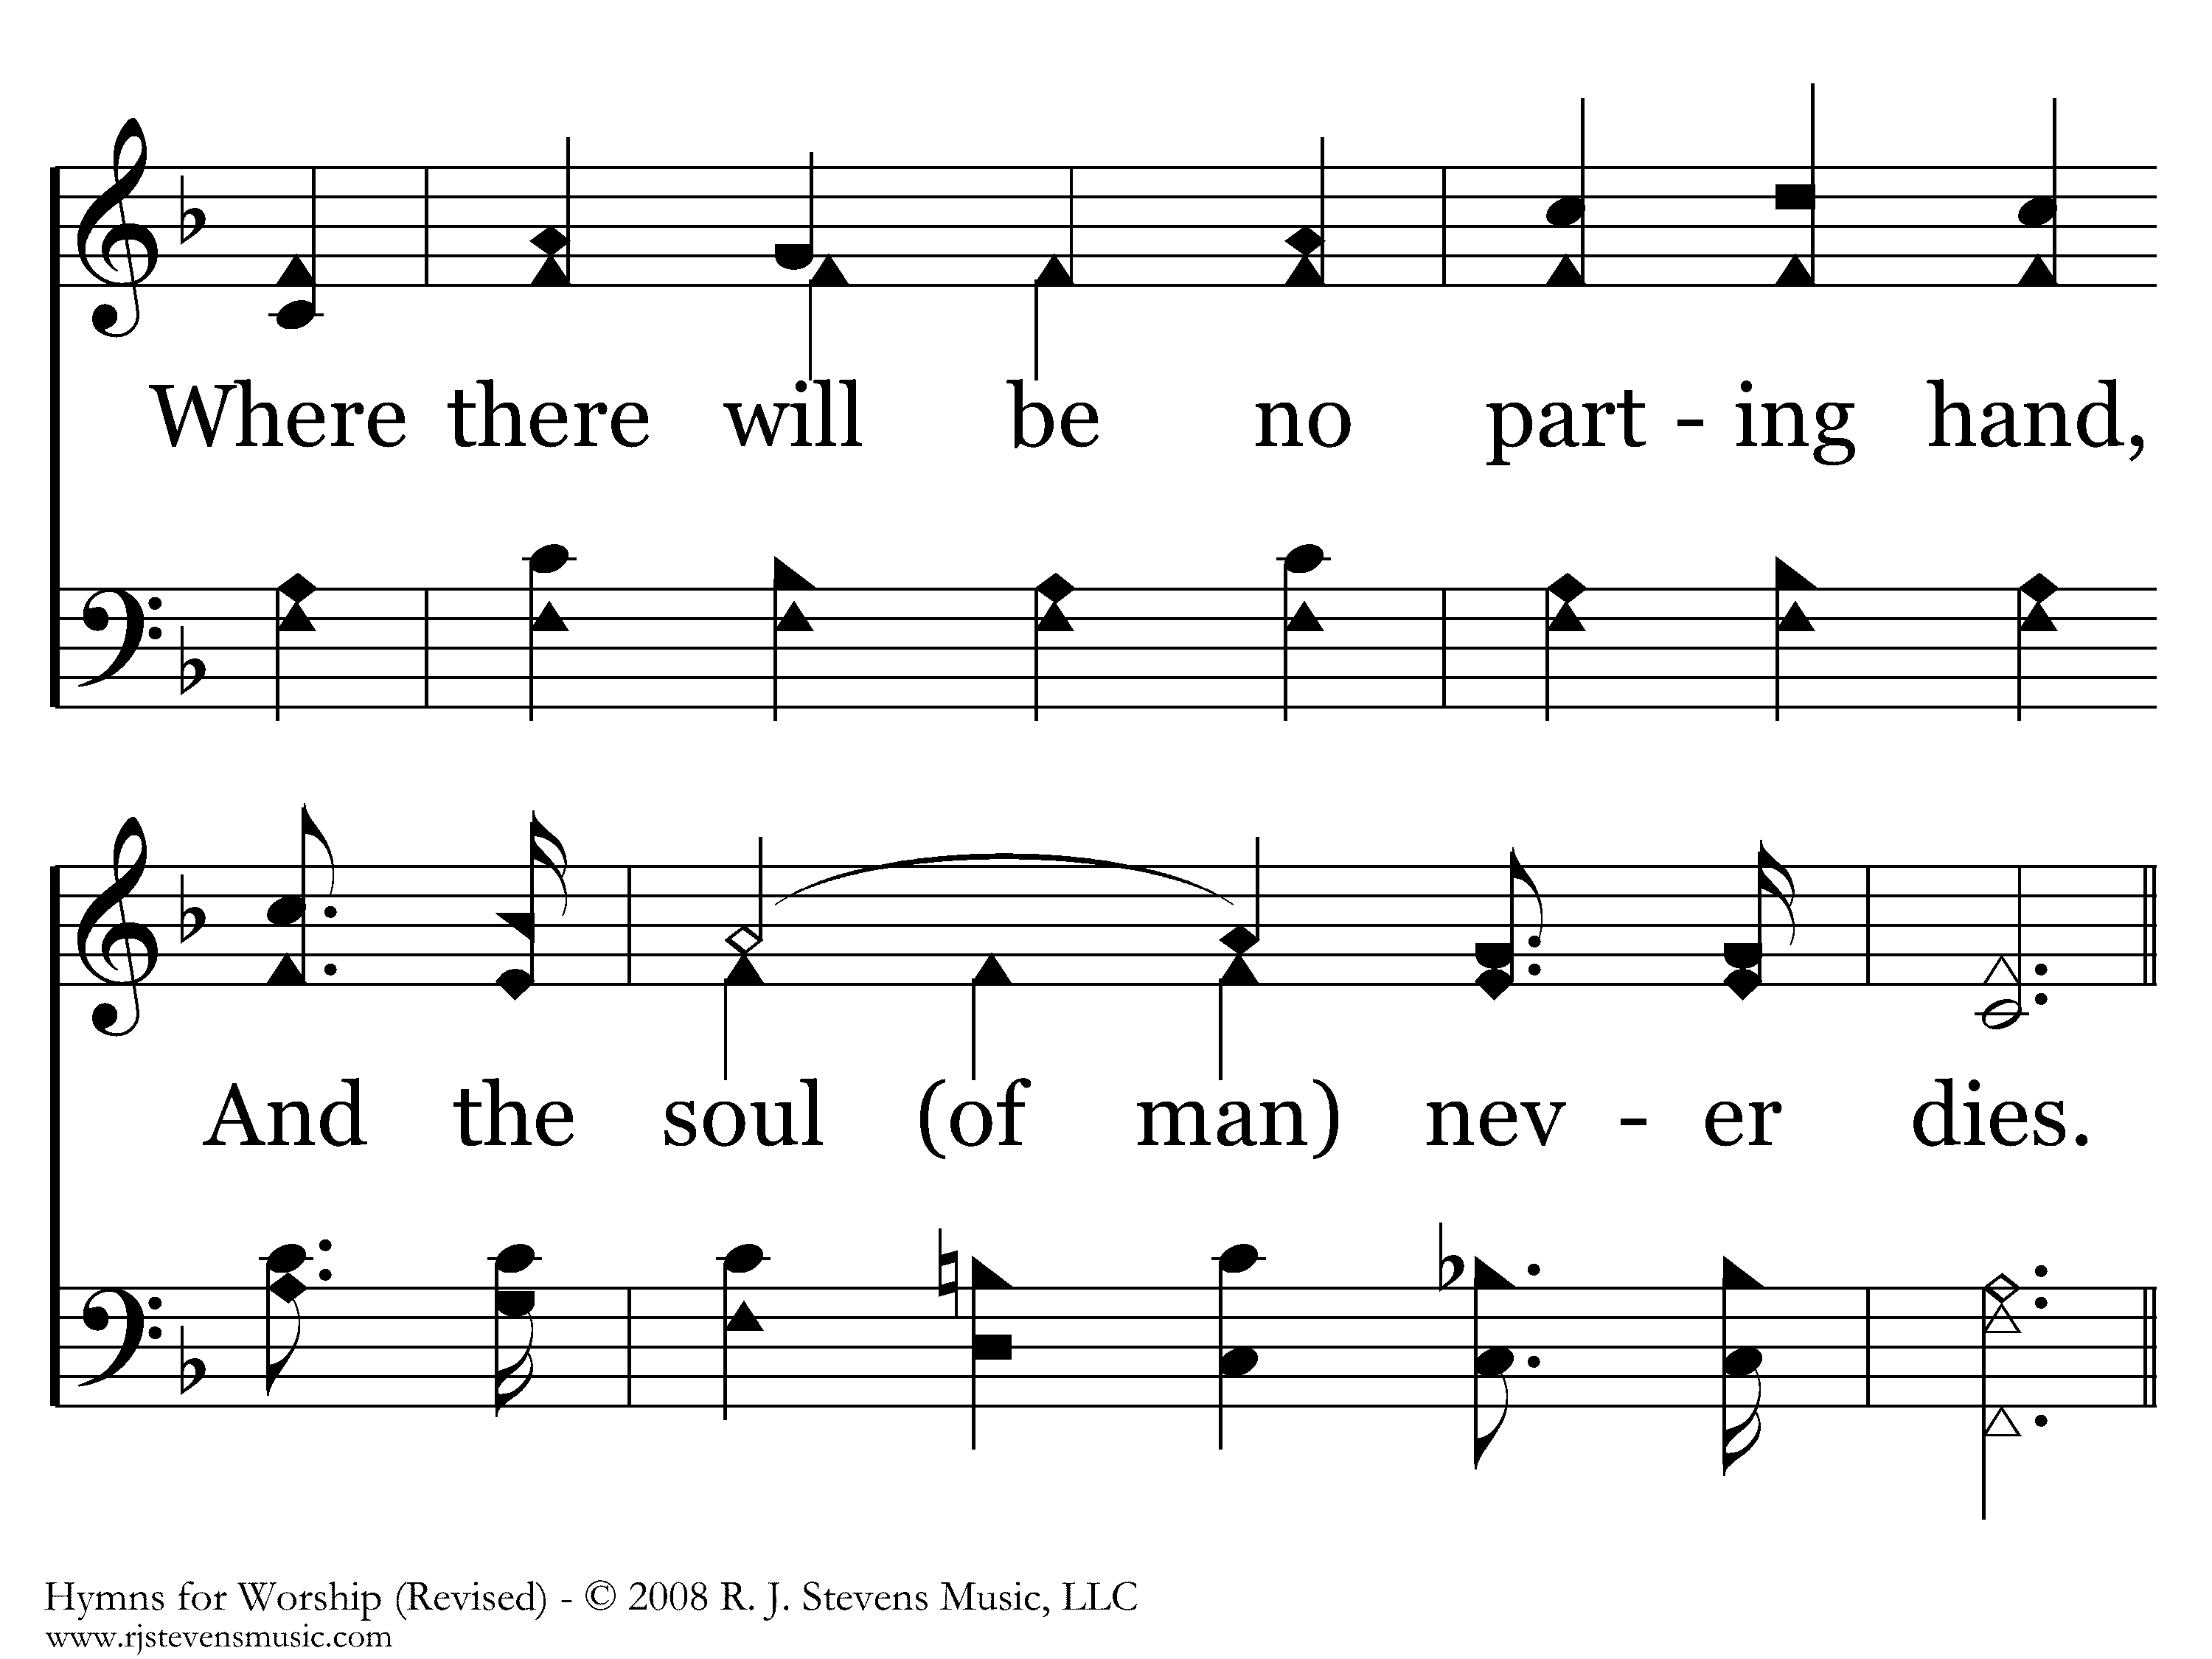 Where there will be no part - ing hand,
And the soul (of man) nev - er dies.
Hymns for Worship (Revised) - © 2008 R. J. Stevens Music, LLC
www.rjstevensmusic.com